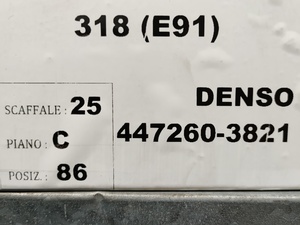 318 (E91)
SCAFFALE : 25
PIANO : C
POSIZ. : 86
DENSO
447260-3821